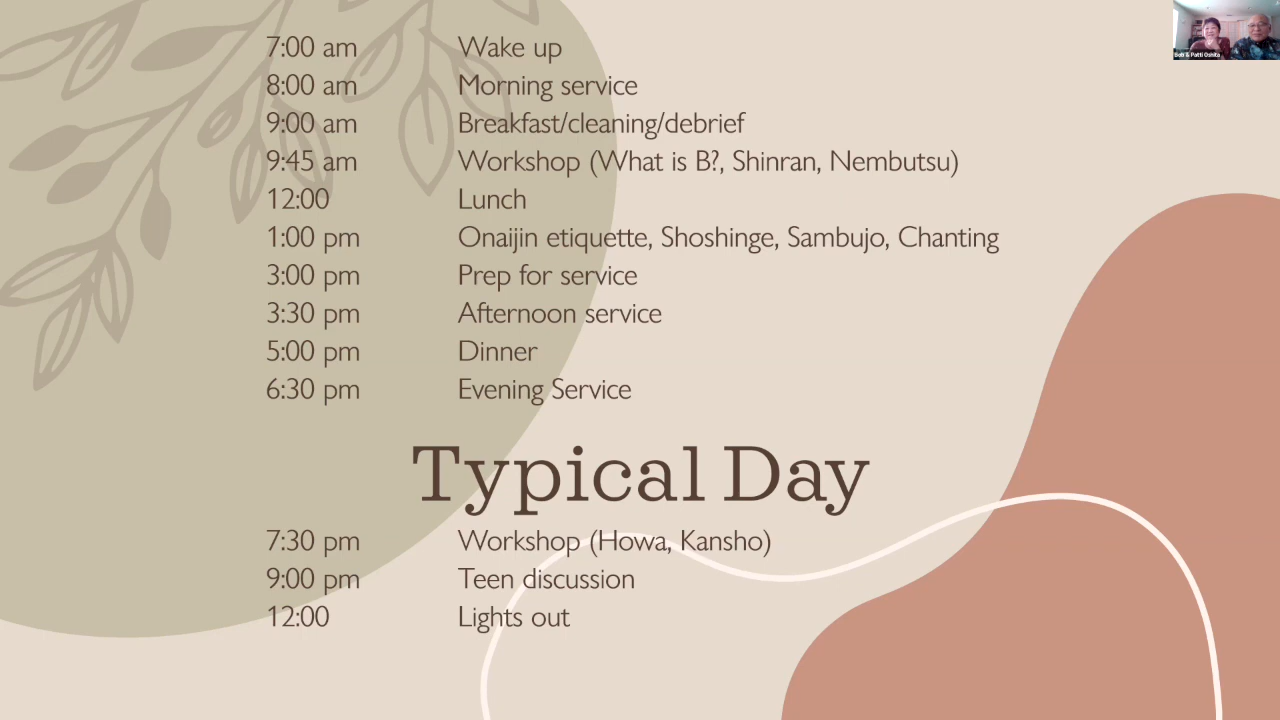 7:00 am Wake up
8:00 am Morning service
9:00 am Breakfast/cleaning/debrief
9:45 am Workshop (What is B?, Shinran, Nembutsu)
12:00 Lunch
1:00 pm Onaijin etiquette, Shoshinge, Sambujo, Chanting
3:00 pm Prep for service
3:30 pm Afternoon service
5:00 pm Dinner
6:30 pm Evening Service
Typical Day
7:30 pm Workshop (Howa, Kansho)
9:00 pm Teen discussion
12:00 Lights out
Bob & Patti Oshita